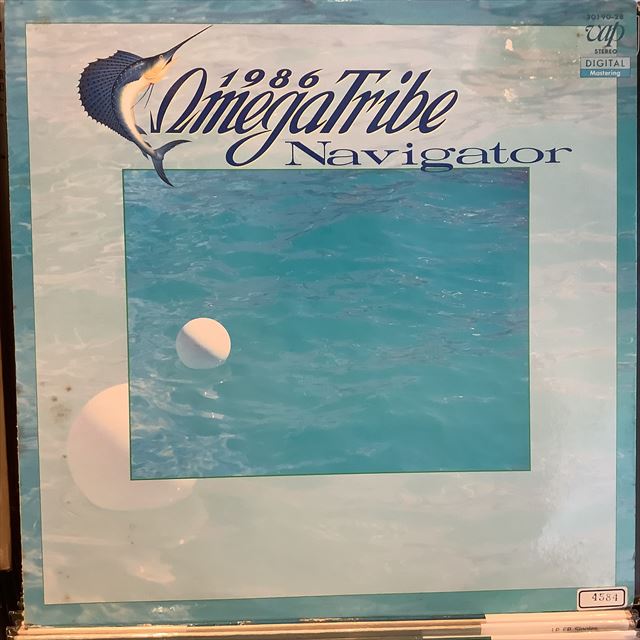 30190-28
vap
STEREO
DIGITAL
Mastering
1986
OmegaTribe
Navigator
4584